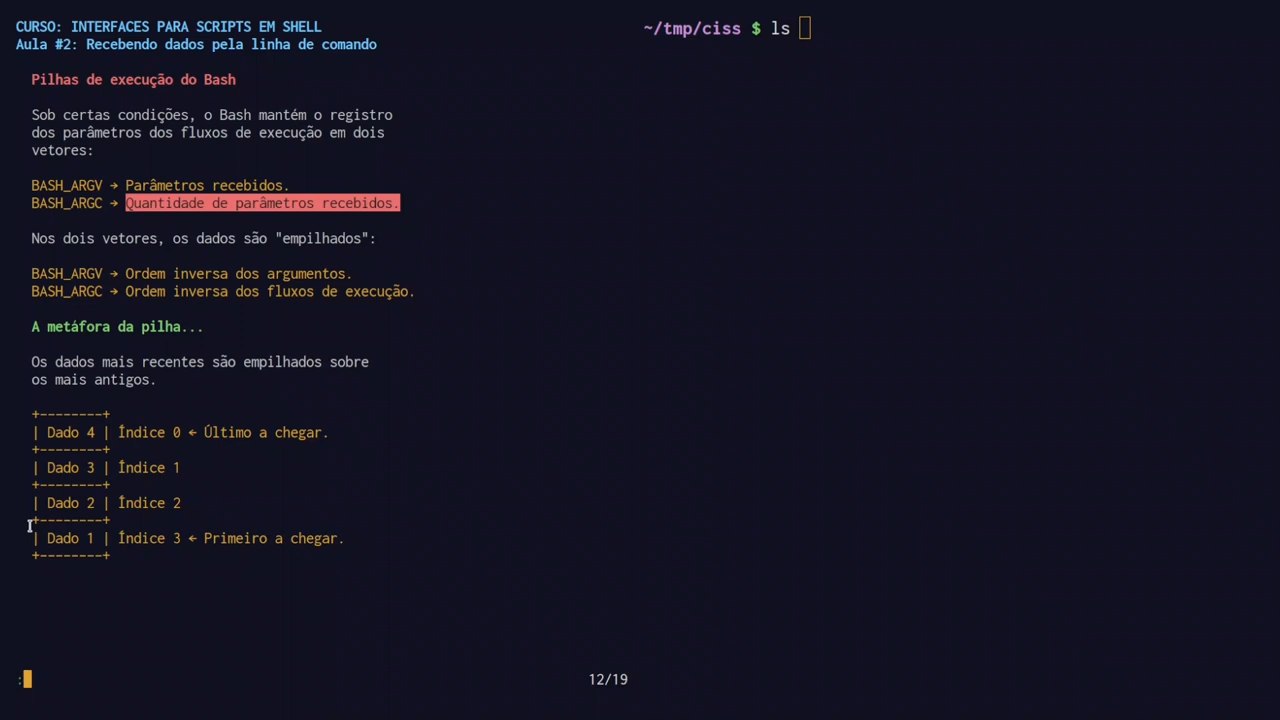 CURSO: INTERFACES PARA SCRIPTS EM SHELL
Aula #2: Recebendo dados pela linha de comando
Pilhas de execução do Bash
Sob certas condições, o Bash mantém o registro
dos parâmetros dos fluxos de execução em dois
vetores:
BASH_ARGV → Parâmetros recebidos.
BASH_ARGC → Quantidade de parâmetros recebidos.
Nos dois vetores, os dados são "empilhados":
BASH_ARGV → Ordem inversa dos argumentos.
BASH_ARGC → Ordem inversa dos fluxos de execução.
A metáfora da pilha...
Os dados mais recentes são empilhados sobre
os mais antigos.
+--------+
| Dado 4 | Índice 0 ← Último a chegar.
+--------+
| Dado 3 | Índice 1
+--------+
| Dado 2 | Índice 2
+--------+
| Dado 1 | Índice 3 ← Primeiro a chegar.
+--------+
:
12/19
~/tmp/ciss $ ls